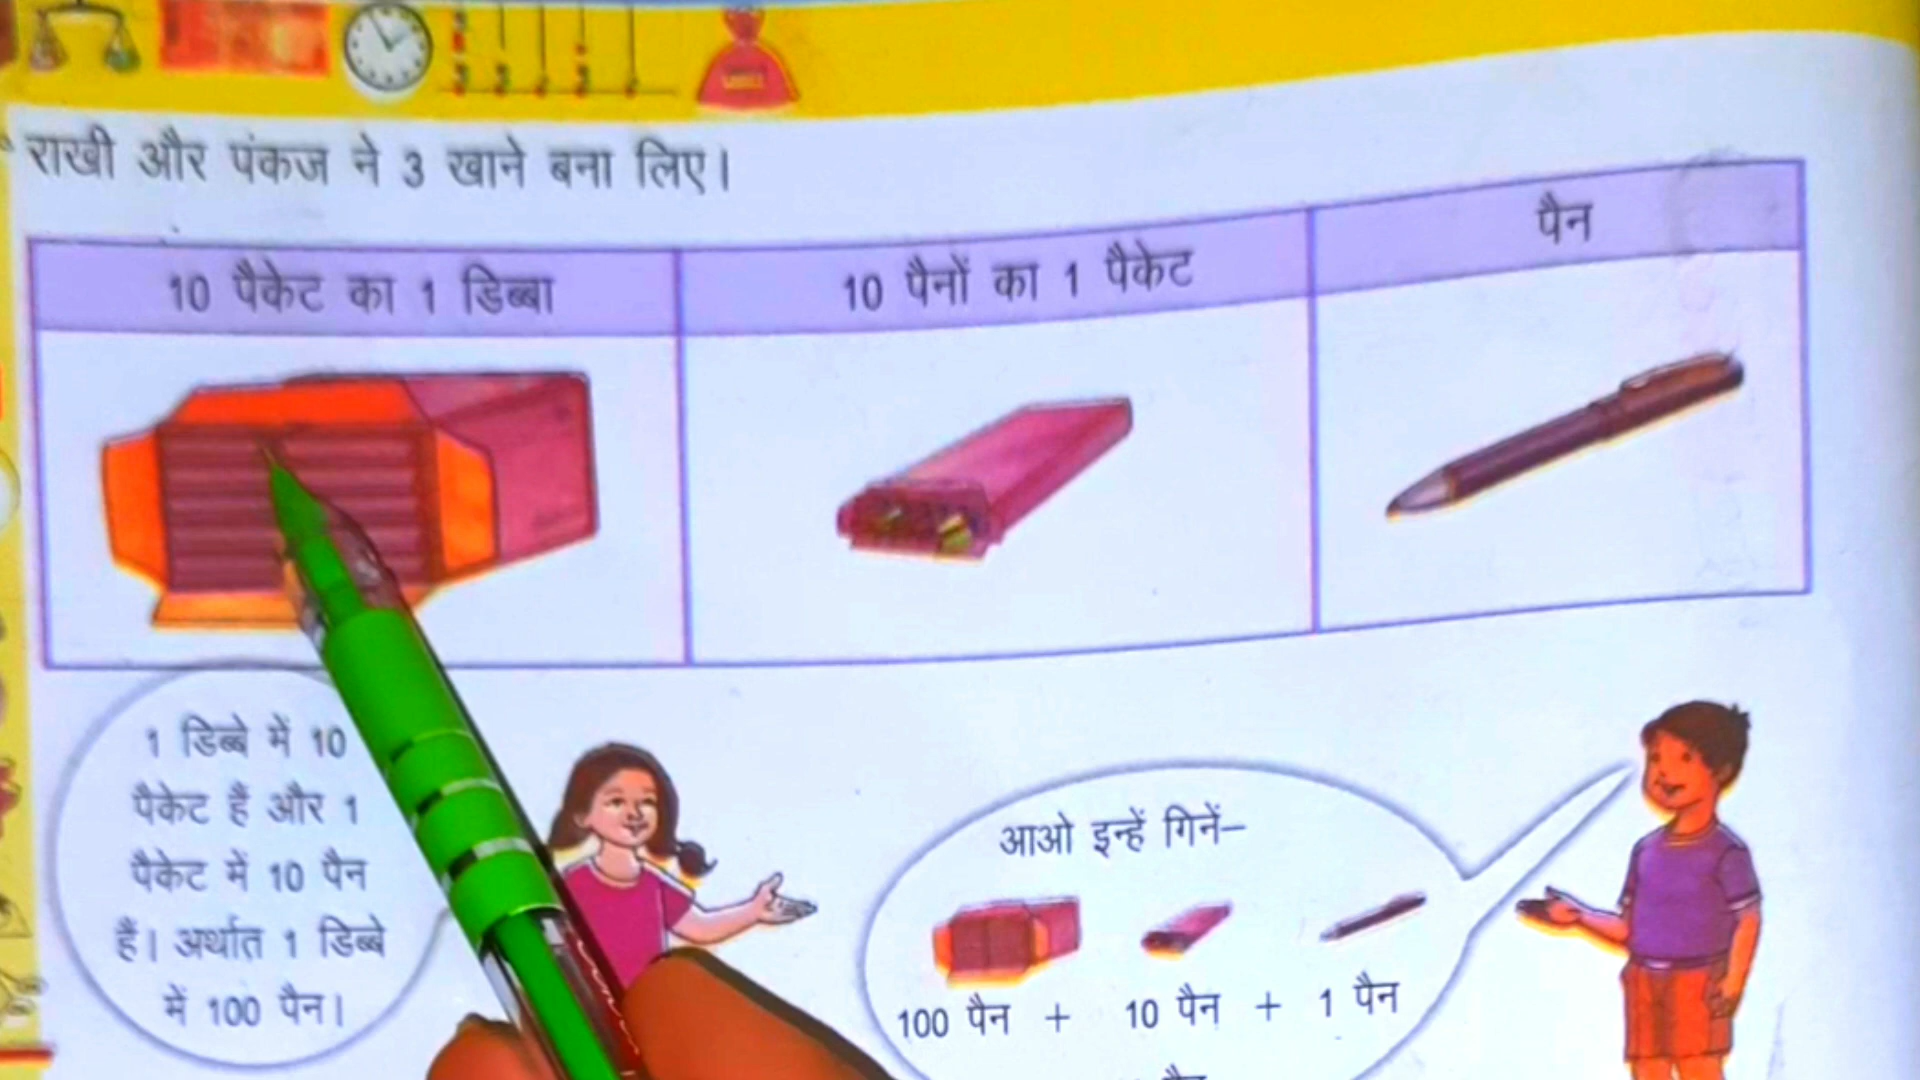 राखी और पंकज ने 3 खाने बना लिए।
10 पैकेट का 1 डिब्बा
10 पैनों का 1 पैकेट
पैन
1 डिब्बे में 10
पैकेट हैं और 1
पैकेट में 10 पैन
हैं। अर्थात 1 डिब्बे
में 100 पैन।
आओ इन्हें गिनें–
100 पैन + 10 पैन + 1 पैन